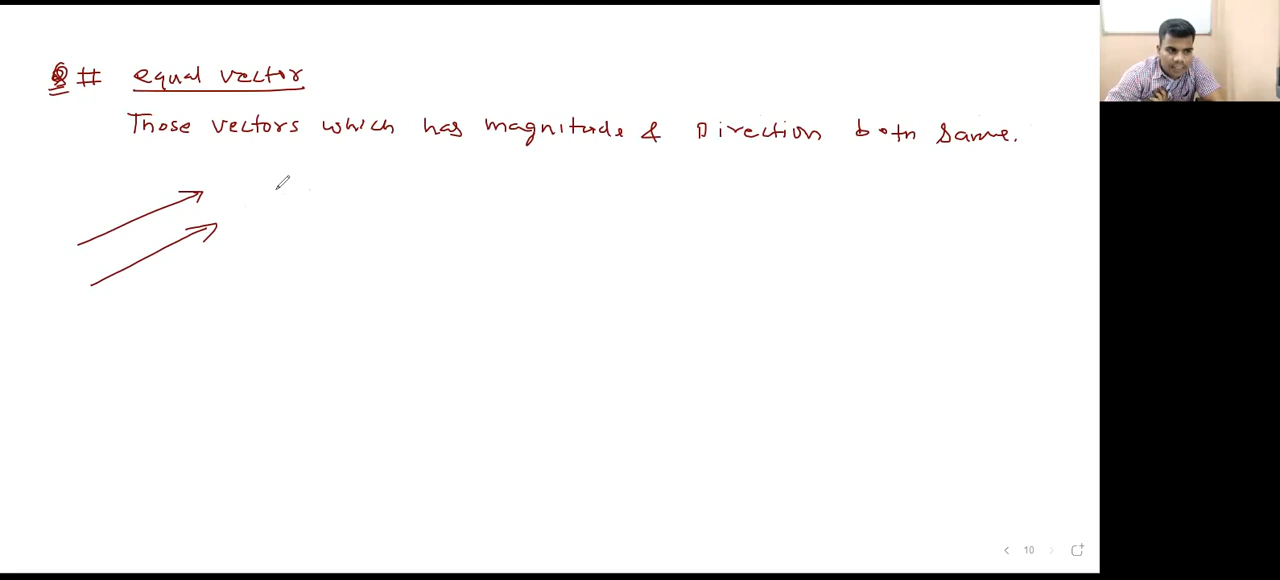 # equal vector
Those vectors which has magnitude & Direction both same.
10